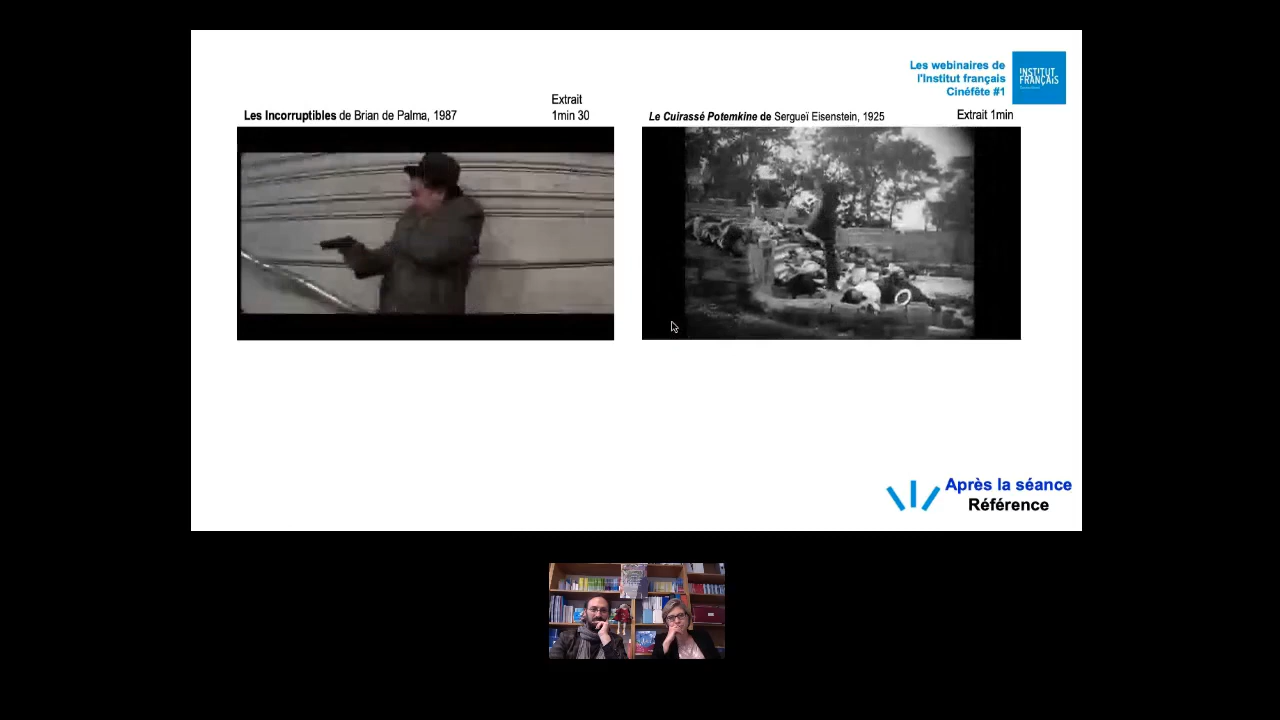 Les webinaires de
l'Institut français
Cinéfête #1
INSTITUT
FRANÇAIS
Extrait
1min 30
Les Incorruptibles de Brian de Palma, 1987
Le Cuirassé Potemkine de Sergueï Eisenstein, 1925
Extrait 1min
Après la séance
Référence